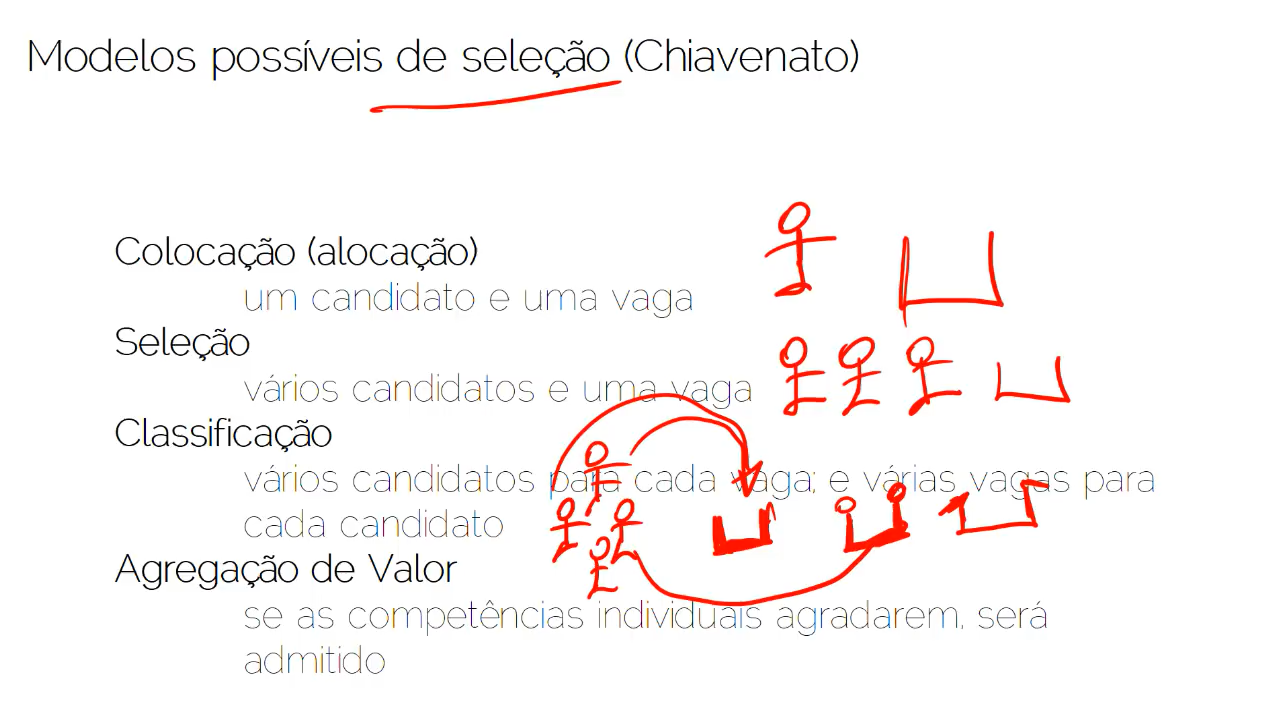 Modelos possíveis de seleção (Chiavenato)
Colocação (alocação)
um candidato e uma vaga
Seleção
vários candidatos e uma vaga
Classificação
vários candidatos para cada vaga; e várias vagas para
cada candidato
Agregação de Valor
se as competências individuais agradarem, será
admitido